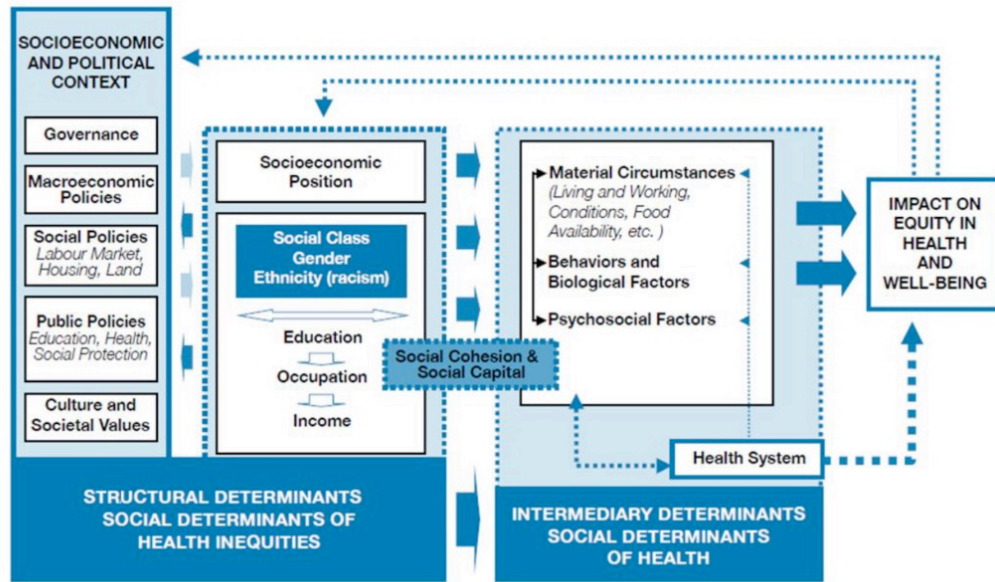 SOCIOECONOMIC
AND POLITICAL
CONTEXT
Governance
Macroeconomic
Policies
Social Policies
Labour Market,
Housing, Land
Public Policies
Education, Health,
Social Protection
Culture and
Societal Values
Socioeconomic
Position
Social Class
Gender
Ethnicity (racism)
Education
Occupation
Income
Social Cohesion &
Social Capital
Material Circumstances
(Living and Working,
Conditions, Food
Availability, etc. )
Behaviors and
Biological Factors
Psychosocial Factors
Health System
IMPACT ON
EQUITY IN
HEALTH
AND
WELL-BEING
STRUCTURAL DETERMINANTS
SOCIAL DETERMINANTS OF
HEALTH INEQUITIES
INTERMEDIARY DETERMINANTS
SOCIAL DETERMINANTS
OF HEALTH